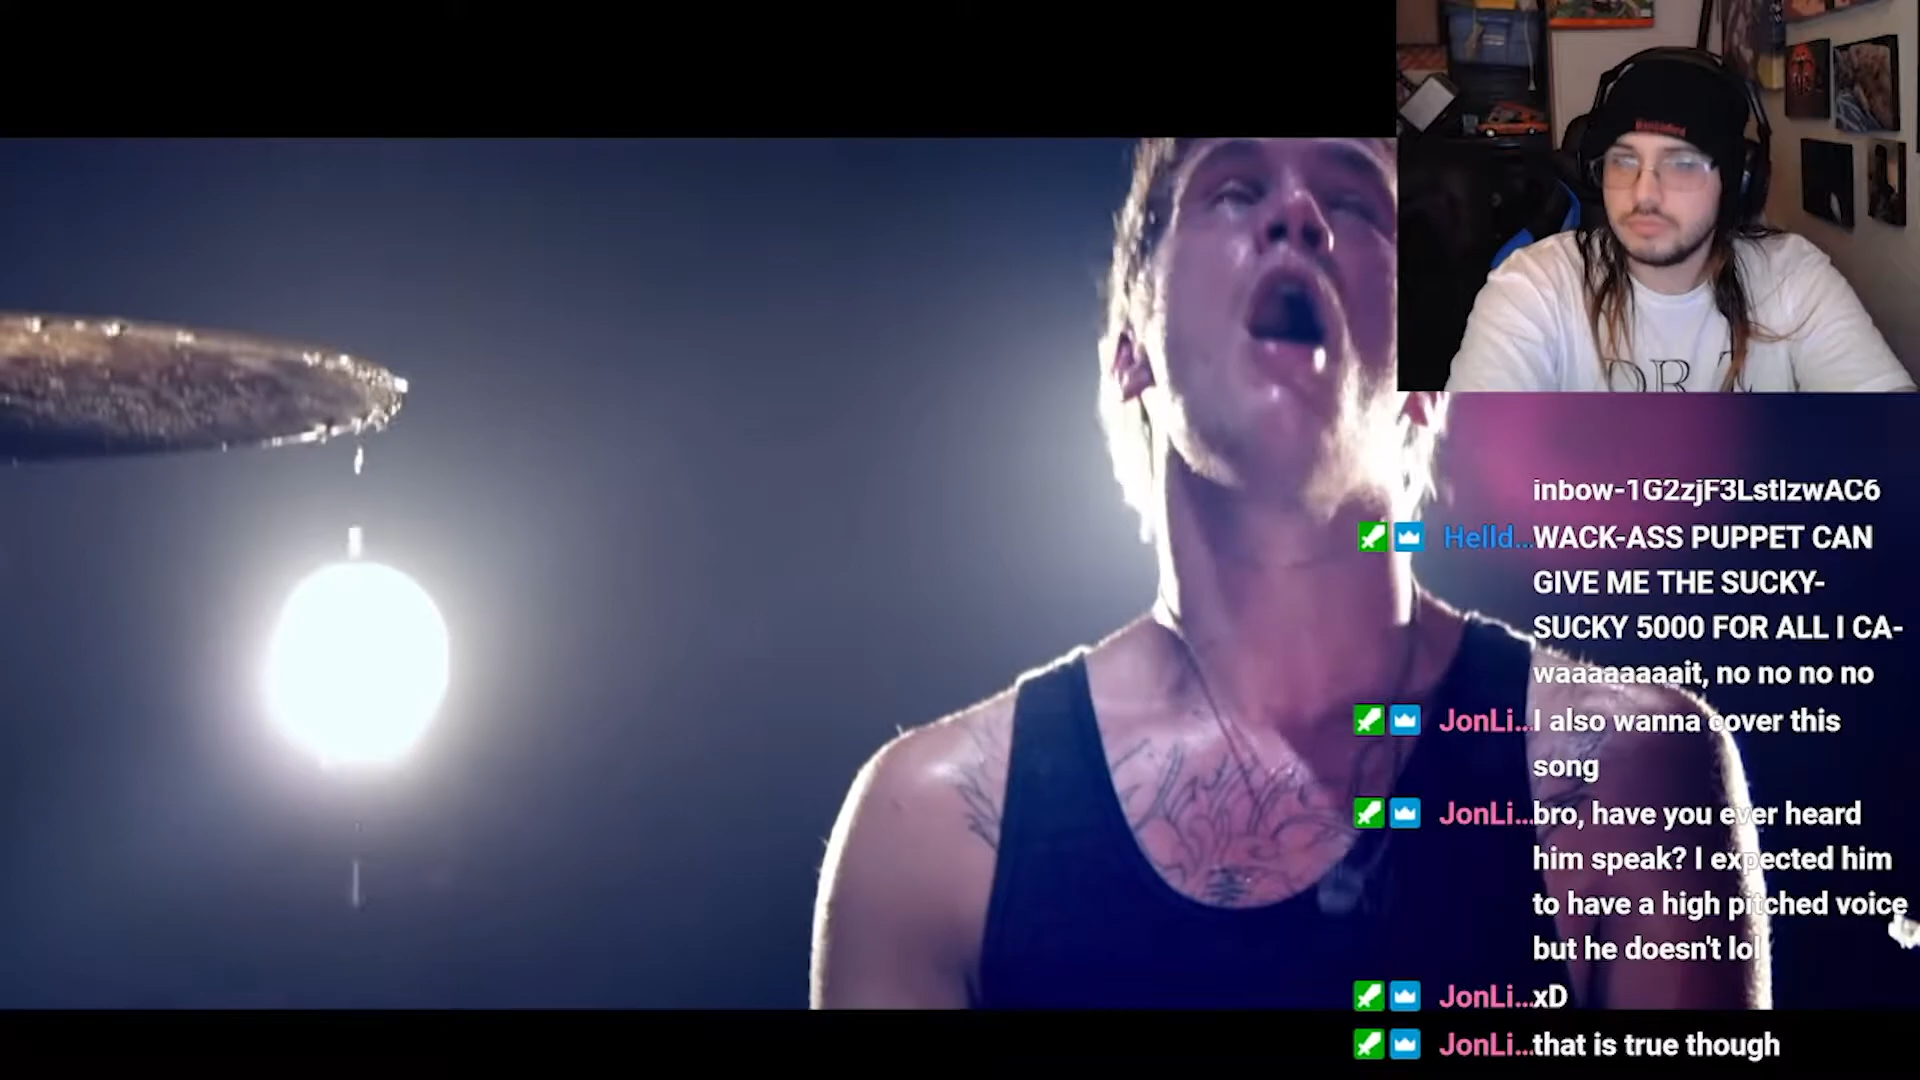 inbow-1G2zjF3LstIzwAC6
Helld...WACK-ASS PUPPET CAN
GIVE ME THE SUCKY-
SUCKY 5000 FOR ALL I CA-
waaaaaaaait, no no no no
JonLi...I also wanna cover this
song
JonLi...bro, have you ever heard
him speak? I expected him
to have a high pitched voice
but he doesn't lol
JonLi...xD
JonLi...that is true though